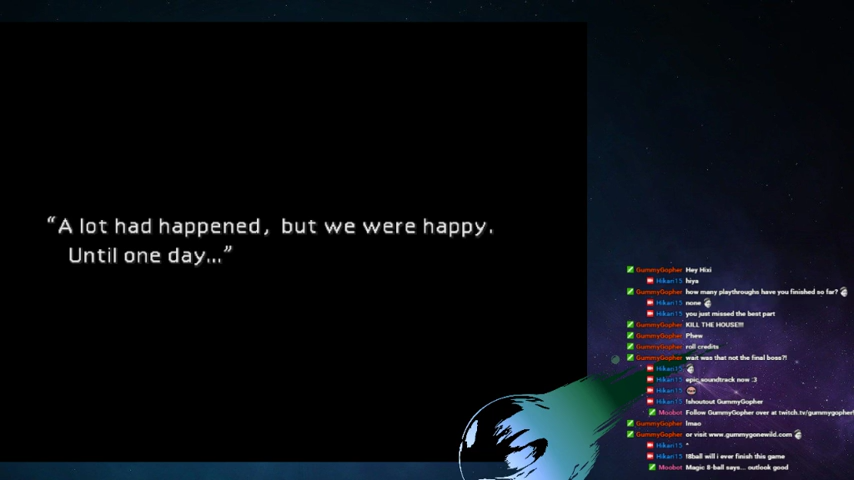 “A lot had happened, but we were happy.
Until one day...”
GummyGopher Hey Hixi
Hikari15 hiya
GummyGopher how many playthroughs have you finished so far?
Hikari15 none
Hikari15 you just missed the best part
GummyGopher KILL THE HOUSE!!!
GummyGopher Phew
GummyGopher roll credits
GummyGopher wait was that not the final boss?!
Hikari15
Hikari15 epic soundtrack now :3
Hikari15
Hikari15 !shoutout GummyGopher
Moobot Follow GummyGopher over at twitch.tv/gummygopher!
GummyGopher lmao
GummyGopher or visit www.gummygonewild.com
Hikari15 ^
Hikari15 !8ball will i ever finish this game
Moobot Magic 8-ball says... outlook good